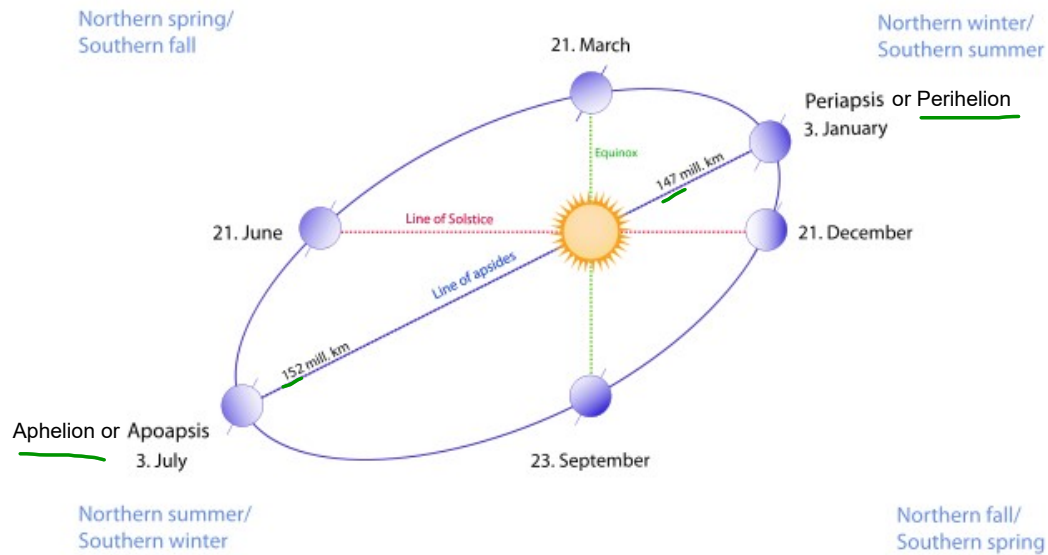 Northern spring/
Southern fall
Northern winter/
Southern summer
21. March
Periapsis or Perihelion
3. January
Equinox
147 mill. km
Line of Solstice
21. June
21. December
Line of apsides
152 mill. km
Aphelion or Apoapsis
3. July
23. September
Northern summer/
Southern winter
Northern fall/
Southern spring